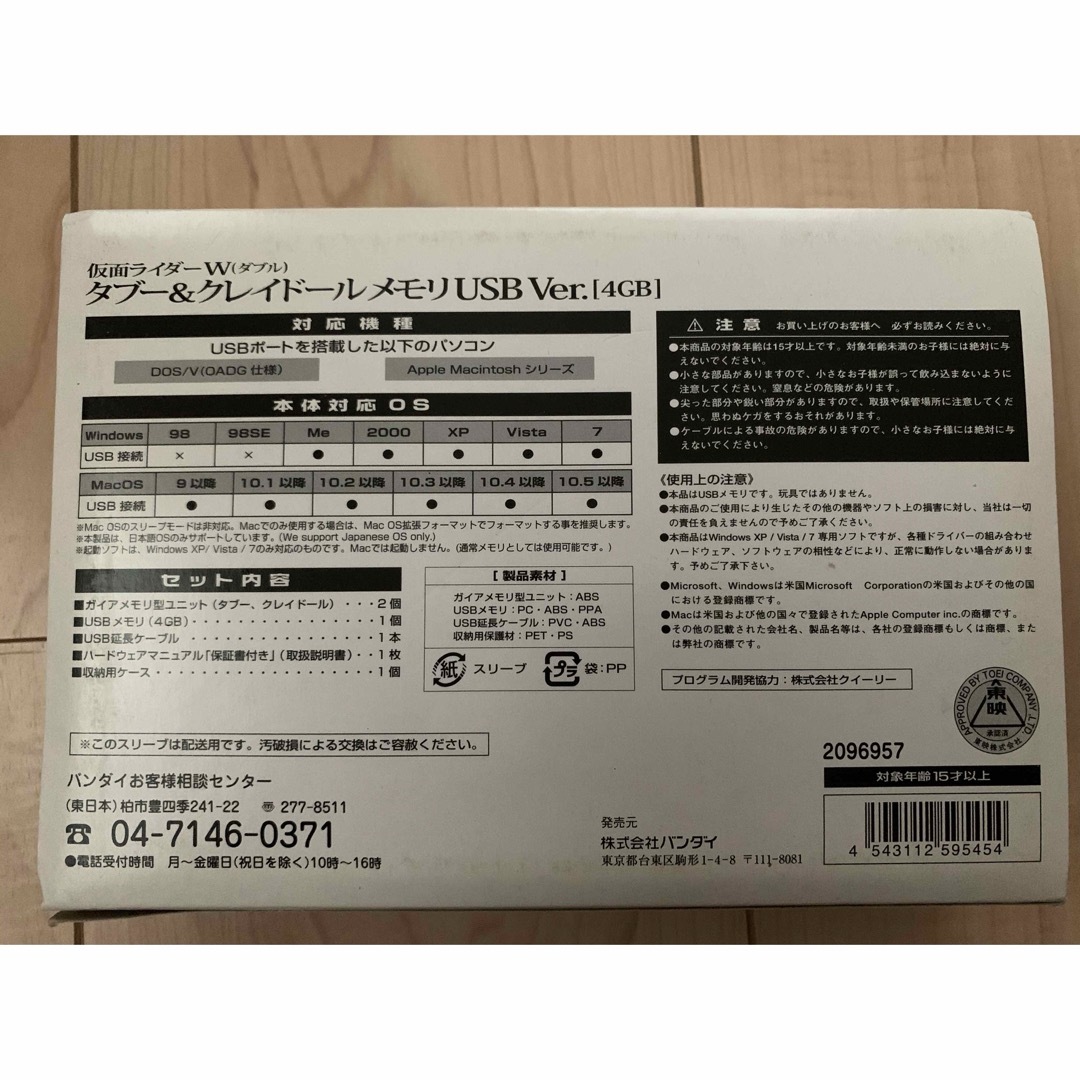 仮面ライダーW(ダブル)
タブー&クレイドールメモリUSB Ver.[4GB]
対応機種
USBポートを搭載した以下のパソコン
DOS/V(OADG仕様) Apple Macintosh シリーズ
本体対応OS
Windows 98 98SE Me 2000 XP Vista 7
USB接続 × × ● ● ● ● ●
MacOS 9以降 10.1以降 10.2以降 10.3以降 10.4以降 10.5以降
USB接続 ● ● ● ● ● ●
※Mac OSのスリープモードは非対応。Macでのみ使用する場合は、Mac OS拡張フォーマットでフォーマットする事を推奨します。
※本製品は、日本語OSのみサポートしています。(We support Japanese OS only.)
※起動ソフトは、Windows XP/ Vista / 7のみ対応のものです。Macでは起動しません。(通常メモリとしては使用可能です。)
セット内容
■ガイアメモリ型ユニット(タブー、クレイドール)・・・2個
■USBメモリ(4GB)・・・・・・・・・・・・・・・・・1個
■USB延長ケーブル・・・・・・・・・・・・・・・・・1本
■ハードウェアマニュアル「保証書付き」(取扱説明書)・・1枚
■収納用ケース・・・・・・・・・・・・・・・・・・・1個
[製品素材]
ガイアメモリ型ユニット:ABS
USBメモリ:PC・ABS・PPA
USB延長ケーブル:PVC・ABS
収納用保護材:PET・PS
紙 スリーブ プラ 袋:PP
※このスリーブは配送用です。汚破損による交換はご容赦ください。
バンダイお客様相談センター
(東日本)柏市豊四季241-22 〠 277-8511
☎ 04-7146-0371
●電話受付時間 月〜金曜日(祝日を除く)10時〜16時
⚠ 注意 お買い上げのお客様へ 必ずお読みください。
●本商品の対象年齢は15才以上です。対象年齢未満のお子様には絶対に与
えないでください。
●小さな部品がありますので、小さなお子様が誤って飲み込まないように
注意してください。窒息などの危険があります。
●尖った部分や鋭い部分がありますので、取扱や保管場所に注意してくだ
さい。思わぬケガをするおそれがあります。
●ケーブルによる事故の危険がありますので、小さなお子様には絶対に与
えないでください。
《使用上の注意》
●本品はUSBメモリです。玩具ではありません。
●本商品のご使用により生じたその他の機器やソフト上の損害に対し、当社は一切
の責任を負えませんので予めご了承ください。
●本商品はWindows XP / Vista / 7 専用ソフトですが、各種ドライバーの組み合わせ
ハードウェア、ソフトウェアの相性などにより、正常に動作しない場合がありま
す。予めご了承下さい。
●Microsoft、Windowsは米国Microsoft Corporationの米国およびその他の国
における登録商標です。
●Macは米国および他の国々で登録されたApple Computer inc.の商標です。
●その他の記載された会社名、製品名等は、各社の登録商標もしくは商標、また
は弊社の商標です。
プログラム開発協力:株式会社クイーリー
APPROVED BY TOEI COMPANY, LTD.
東映
承認済
東映株式会社
2096957
対象年齢15才以上
発売元
株式会社バンダイ
東京都台東区駒形1-4-8 〒111-8081
4 543112 595454